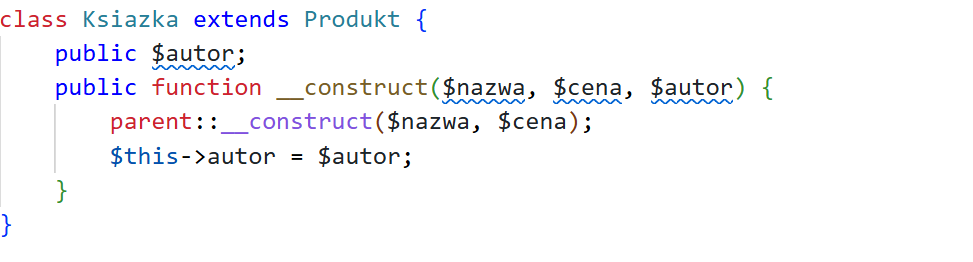 class Ksiazka extends Produkt {
    public $autor;
    public function __construct($nazwa, $cena, $autor) {
        parent::__construct($nazwa, $cena);
        $this->autor = $autor;
    }
}